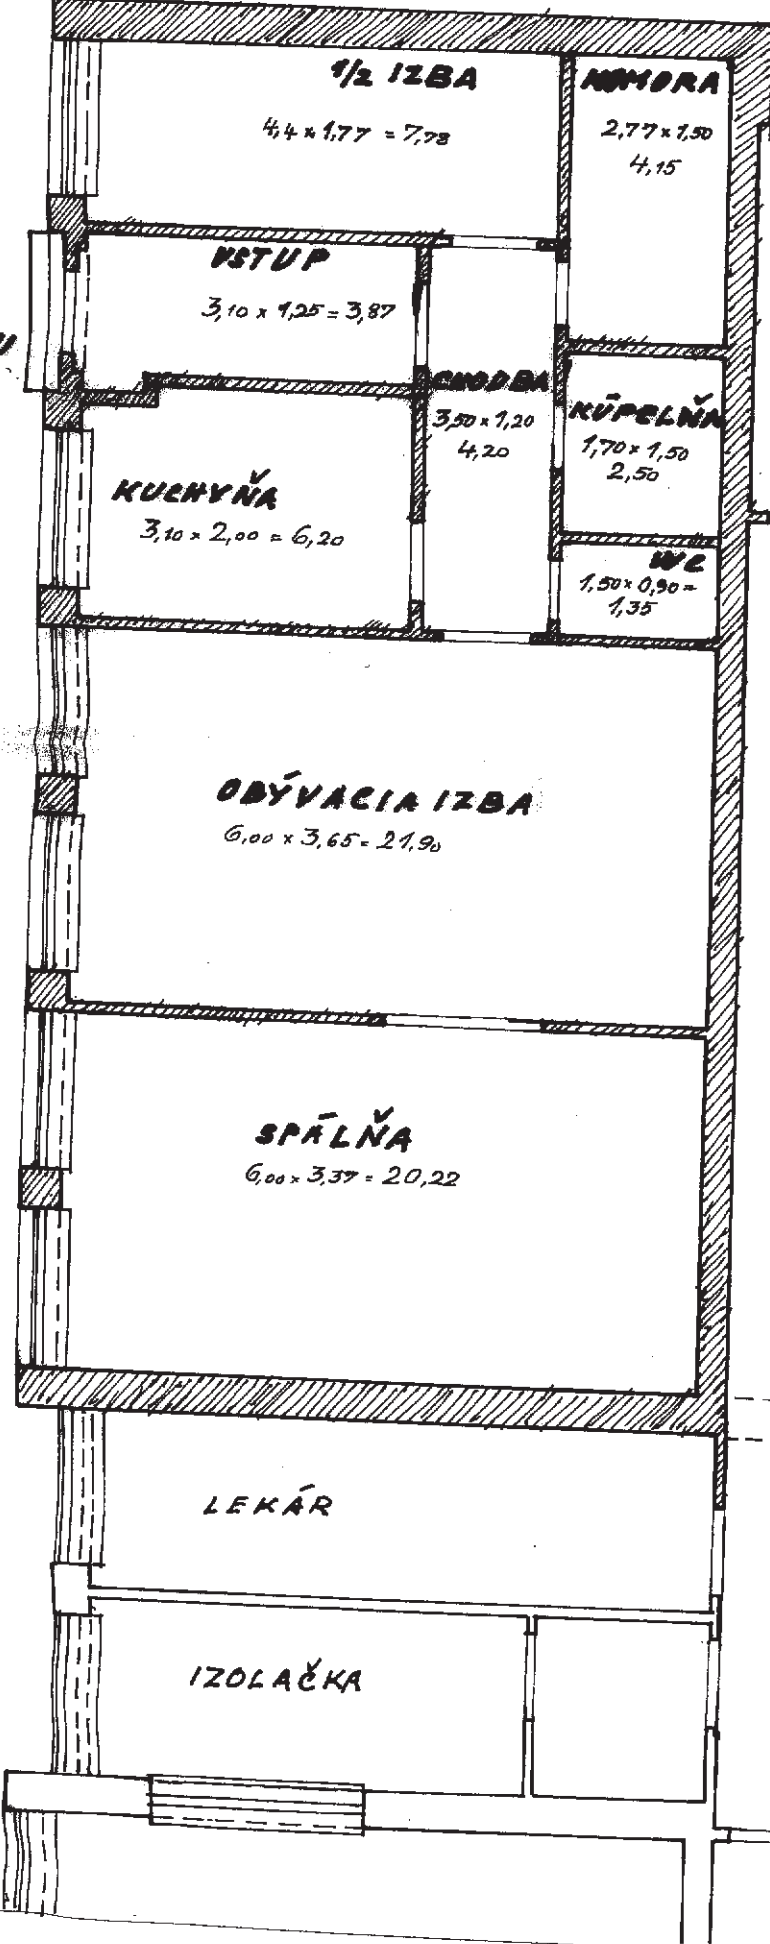 1/2 IZBA
4,4 x 1,77 = 7,78
KOMORA
2,77 x 1,50
4,15
VSTUP
3,10 x 1,25 = 3,87
CHODBA
3,50 x 1,20
4,20
KÚPELŇA
1,70 x 1,50
2,50
KUCHYŇA
3,10 x 2,00 = 6,20
WC
1,50 x 0,90 =
1,35
OBÝVACIA IZBA
6,00 x 3,65 = 21,90
SPÁLŇA
6,00 x 3,37 = 20,22
LEKÁR
IZOLAČKA